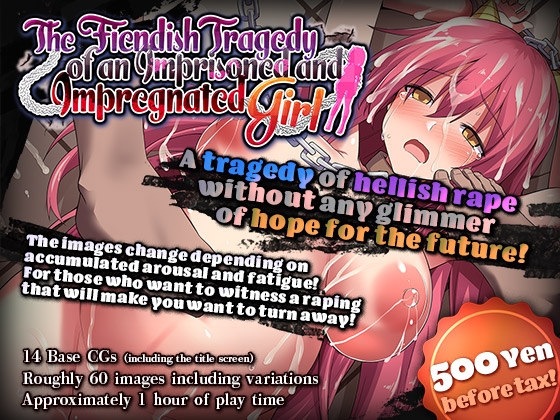 The Fiendish Tragedy
of an Imprisoned and
Impregnated Girl
A tragedy of hellish rape
without any glimmer
of hope for the future!
The images change depending on
accumulated arousal and fatigue!
For those who want to witness a raping
that will make you want to turn away!
14 Base CGs (including the title screen)
Roughly 60 images including variations
Approximately 1 hour of play time
500 Yen
before tax!